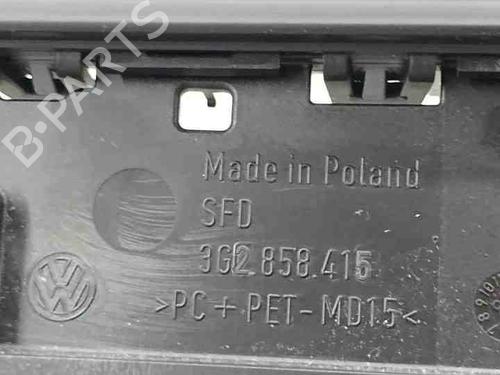 B-PARTS
Made in Poland
SFD
3G2 858.415
>PC+PET-MD15<